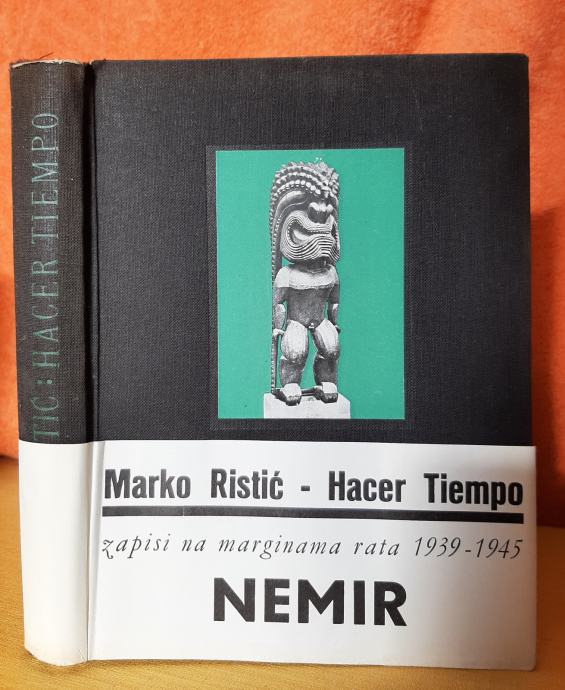 TIĆ: HACER TIEMPO
Marko Ristić - Hacer Tiempo
zapisi na marginama rata 1939-1945
NEMIR